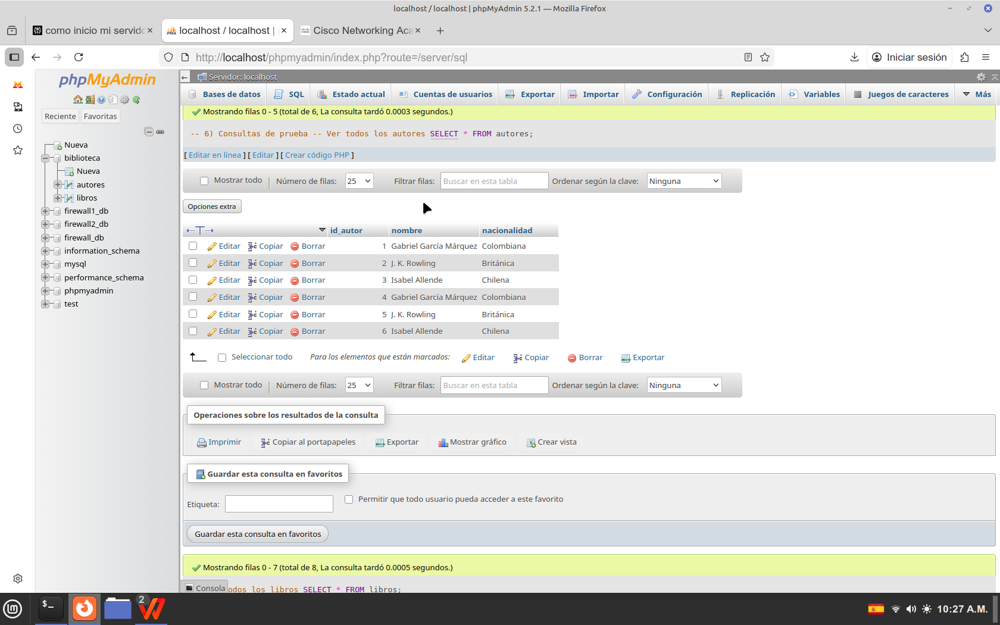 localhost / localhost | phpMyAdmin 5.2.1 — Mozilla Firefox
como inicio mi servido
localhost / localhost |
Cisco Networking Aca
http://localhost/phpmyadmin/index.php?route=/server/sql
Iniciar sesión
phpMyAdmin
Reciente Favoritas
Nueva
biblioteca
Nueva
autores
libros
firewall1_db
firewall2_db
firewall_db
information_schema
mysql
performance_schema
phpmyadmin
test
Servidor: localhost
Bases de datos SQL Estado actual Cuentas de usuarios Exportar Importar Configuración Replicación Variables Juegos de caracteres Más
Mostrando filas 0 - 5 (total de 6, La consulta tardó 0.0003 segundos.)
-- 6) Consultas de prueba -- Ver todos los autores SELECT * FROM autores;
[ Editar en línea ] [ Editar ] [ Crear código PHP ]
Mostrar todo | Número de filas: 25 Filtrar filas: Buscar en esta tabla Ordenar según la clave: Ninguna
Opciones extra
←T→ id_autor nombre nacionalidad
Editar Copiar Borrar 1 Gabriel García Márquez Colombiana
Editar Copiar Borrar 2 J. K. Rowling Británica
Editar Copiar Borrar 3 Isabel Allende Chilena
Editar Copiar Borrar 4 Gabriel García Márquez Colombiana
Editar Copiar Borrar 5 J. K. Rowling Británica
Editar Copiar Borrar 6 Isabel Allende Chilena
Seleccionar todo Para los elementos que están marcados: Editar Copiar Borrar Exportar
Mostrar todo | Número de filas: 25 Filtrar filas: Buscar en esta tabla Ordenar según la clave: Ninguna
Operaciones sobre los resultados de la consulta
Imprimir Copiar al portapapeles Exportar Mostrar gráfico Crear vista
Guardar esta consulta en favoritos
Etiqueta: Permitir que todo usuario pueda acceder a este favorito
Guardar esta consulta en favoritos
Mostrando filas 0 - 7 (total de 8, La consulta tardó 0.0005 segundos.)
Consola
odos los libros SELECT * FROM libros;
2
10:27 A.M.